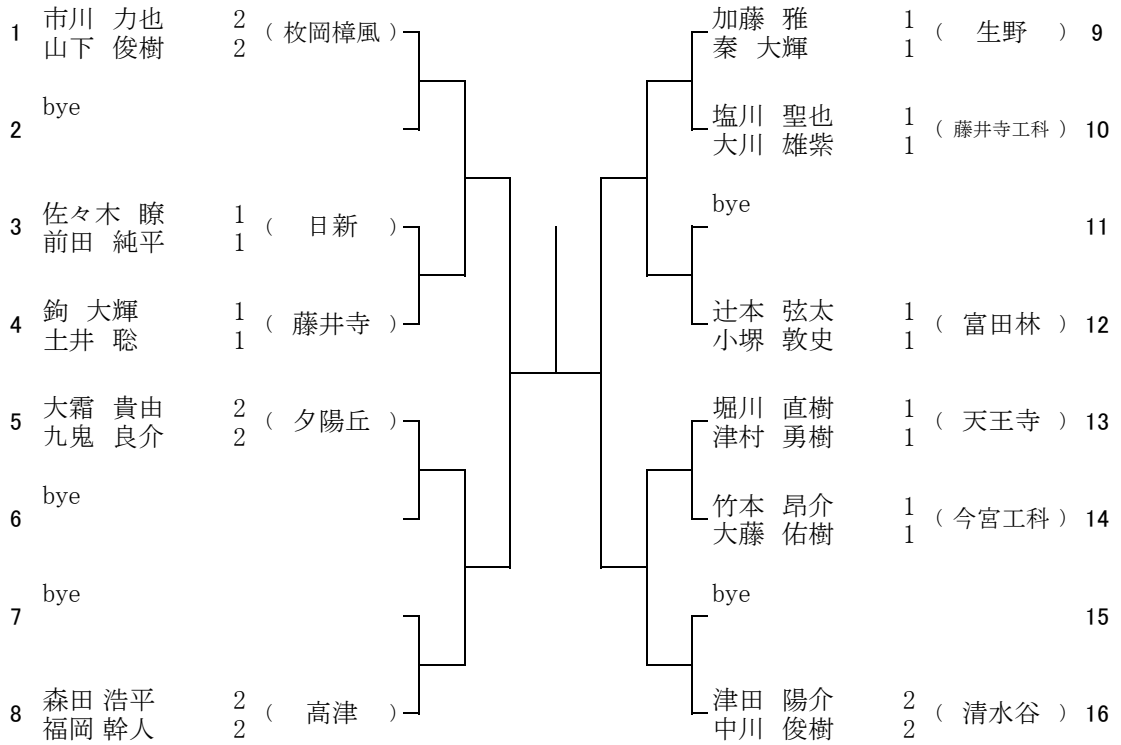 1 市川 力也 2 ( 枚岡樟風 )
山下 俊樹 2
2 bye
3 佐々木 瞭 1 ( 日新 )
前田 純平 1
4 鉤 大輝 1 ( 藤井寺 )
土井 聡 1
5 大霜 貴由 2 ( 夕陽丘 )
九鬼 良介 2
6 bye
7 bye
8 森田 浩平 2 ( 高津 )
福岡 幹人 2
加藤 雅 1 ( 生野 ) 9
秦 大輝 1
塩川 聖也 1 ( 藤井寺工科 ) 10
大川 雄紫 1
bye 11
辻本 弦太 1 ( 富田林 ) 12
小堺 敦史 1
堀川 直樹 1 ( 天王寺 ) 13
津村 勇樹 1
竹本 昂介 1 ( 今宮工科 ) 14
大藤 佑樹 1
bye 15
津田 陽介 2 ( 清水谷 ) 16
中川 俊樹 2